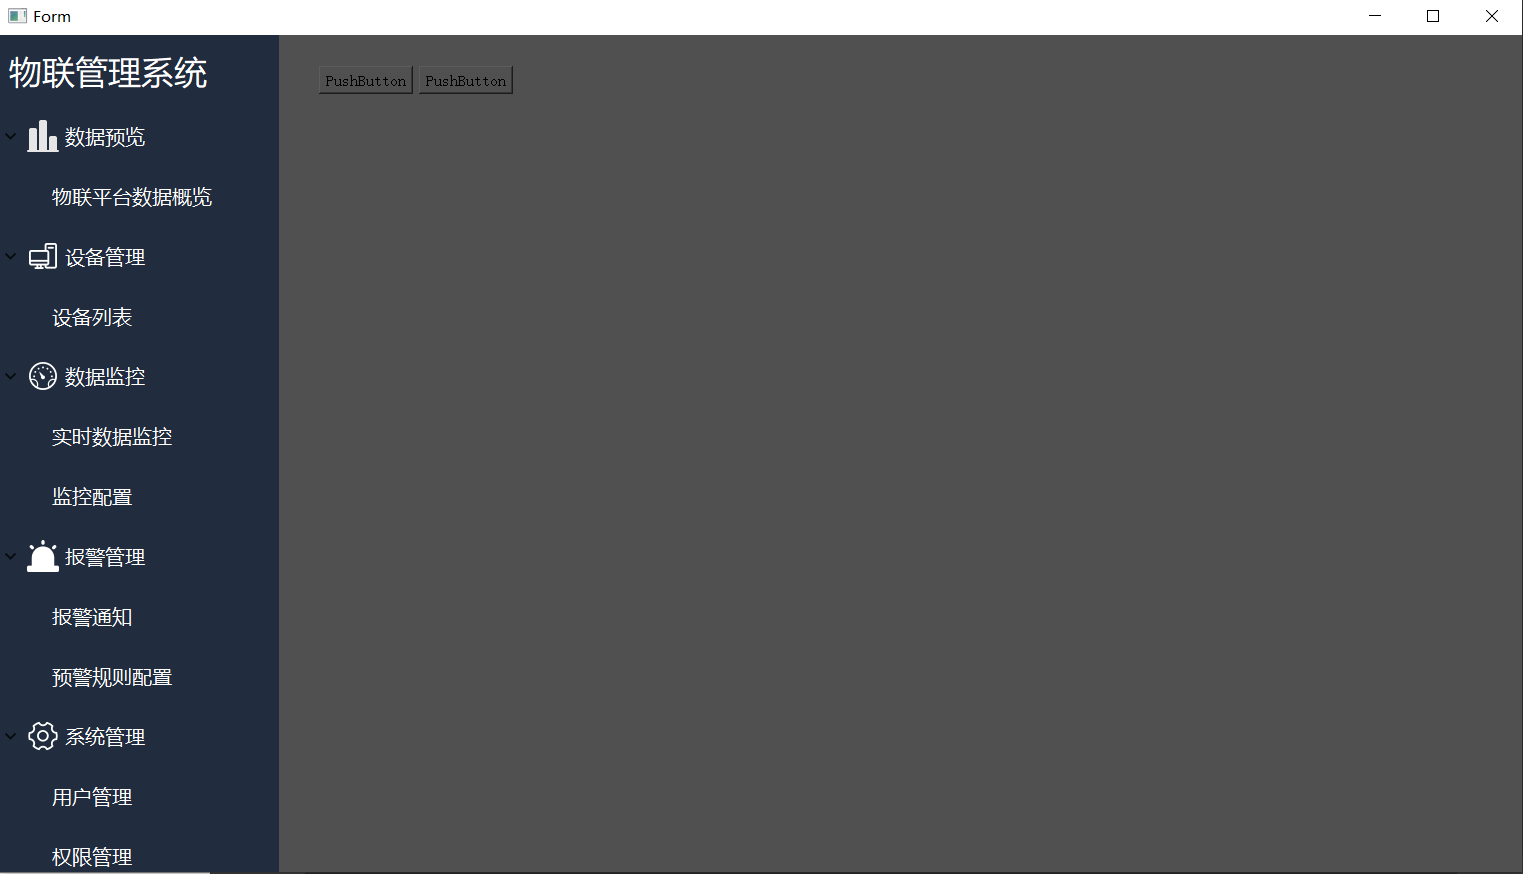 Form
物联管理系统
PushButton PushButton
数据预览
物联平台数据概览
设备管理
设备列表
数据监控
实时数据监控
监控配置
报警管理
报警通知
预警规则配置
系统管理
用户管理
权限管理